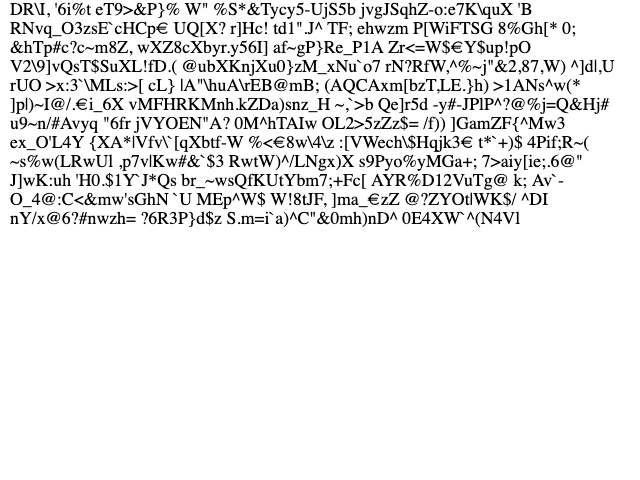 DR\I, '6i%t eT9>&P}% W" %S*&Tycy5-UjS5b jvgJSqhZ-o:e7K\quX 'B
RNvq_O3zsE`cHCp€ UQ[X? r]Hc! td1".J^ TF; ehwzm P[WiFTSG 8%Gh[* 0;
&hTp#c?c~m8Z, wXZ8cXbyr.y56I] af~gP}Re_P1A Zr<=W$€Y$up!pO
V2\9]vQsT$SuXL!fD.( @ubXKnjXu0}zM_xNu`o7 rN?RfW,^%~j"&2,87,W) ^]d|,U
rUO >x:3`\MLs:>[ cL} |A"\huA\rEB@mB; (AQCAxm[bzT,LE.}h) >1ANs^w(*
]p|)~I@/.€i_6X vMFHRKMnh.kZDa)snz_H ~,`>b Qe]r5d -y#-JP|P^?@%j=Q&Hj#
u9~n/#Avyq "6fr jVYOEN"A? 0M^hTAIw OL2>5zZz$= /f)) ]GamZF{^Mw3
ex_O'L4Y {XA*|Vfv\`[qXbtf-W %<€8w\4\z :[VWech\$Hqjk3€ t*`+)$ 4Pif;R~(
~s%w(LRwUl ,p7v|Kw#&`$3 RwtW)^/LNgx)X s9Pyo%yMGa+; 7>aiy[ie;.6@"
J]wK:uh 'H0.$1Y`J*Qs br_~wsQfKUtYbm7;+Fc[ AYR%D12VuTg@ k; Av`-
O_4@:C<&mw'sGhN `U MEp^W$ W!8tJF, ]ma_€zZ @?ZYOt|WK$/ ^DI
nY/x@6?#nwzh= ?6R3P}d$z S.m=i`a)^C"&0mh)nD^ 0E4XW`^(N4Vl